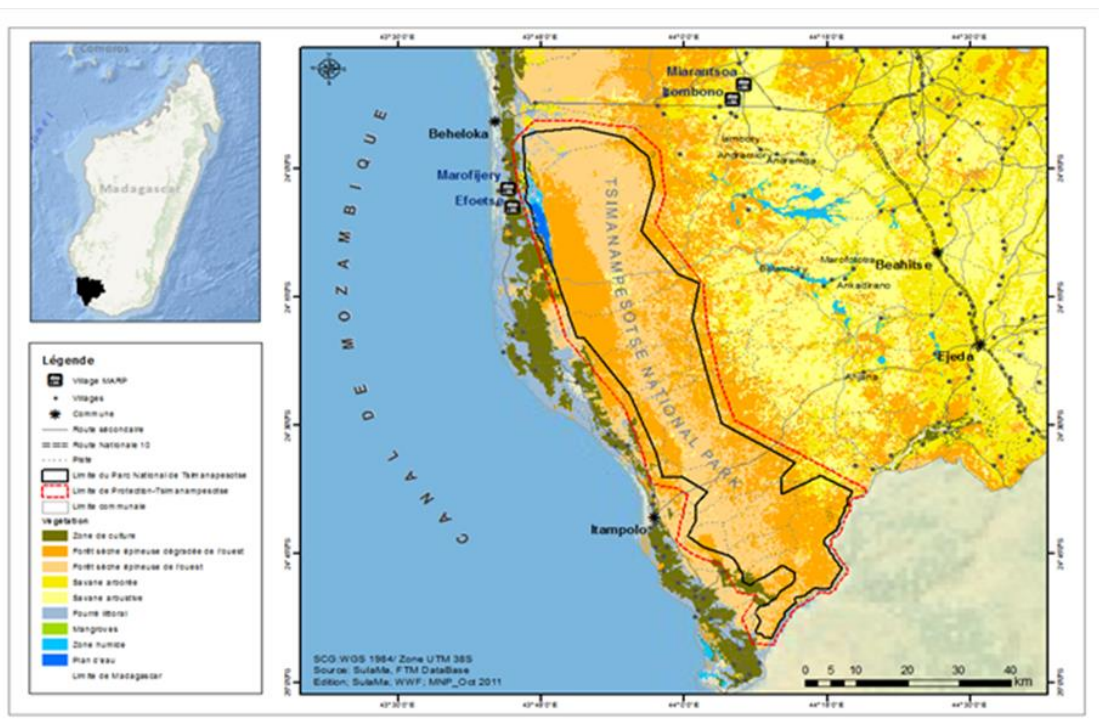 Comoros
Madagascar
Légende
Village MARP
Villages
Commune
Route secondaire
Route Nationale 10
Piste
Limite du Parc National de Tsimanapesotse
Limite de Protection-Tsimanampesotse
Limite communale
Vegetation
Zone de culture
Forêt sèche épineuse dégradée de l'ouest
Forêt sèche épineuse de l'ouest
Savane arborée
Savane arbustive
Fourré littoral
Mangroves
Zone humide
Plan d'eau
Limite de Madagascar
CANAL DE MOZAMBIQUE
Miarantsoa
Itombono
Beheloka
Marofijery
Efoetse
TSIMANAMPESOTSE NATIONAL PARK
Beahitse
Ankadirano
Ejeda
Itampolo
SCG:WGS 1984/ Zone UTM 38S
Source: SulaMa, FTM DataBase
Edition; SulaMa; WWF; MNP_Oct 2011
0 5 10 20 30 40
km